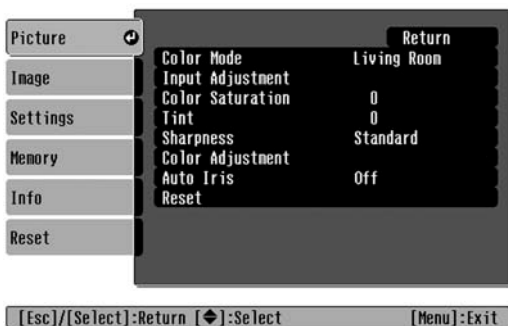 Picture
Image
Settings
Memory
Info
Reset
Return
Color Mode Living Room
Input Adjustment
Color Saturation 0
Tint 0
Sharpness Standard
Color Adjustment
Auto Iris Off
Reset
[Esc]/[Select]:Return [◆]:Select [Menu]:Exit